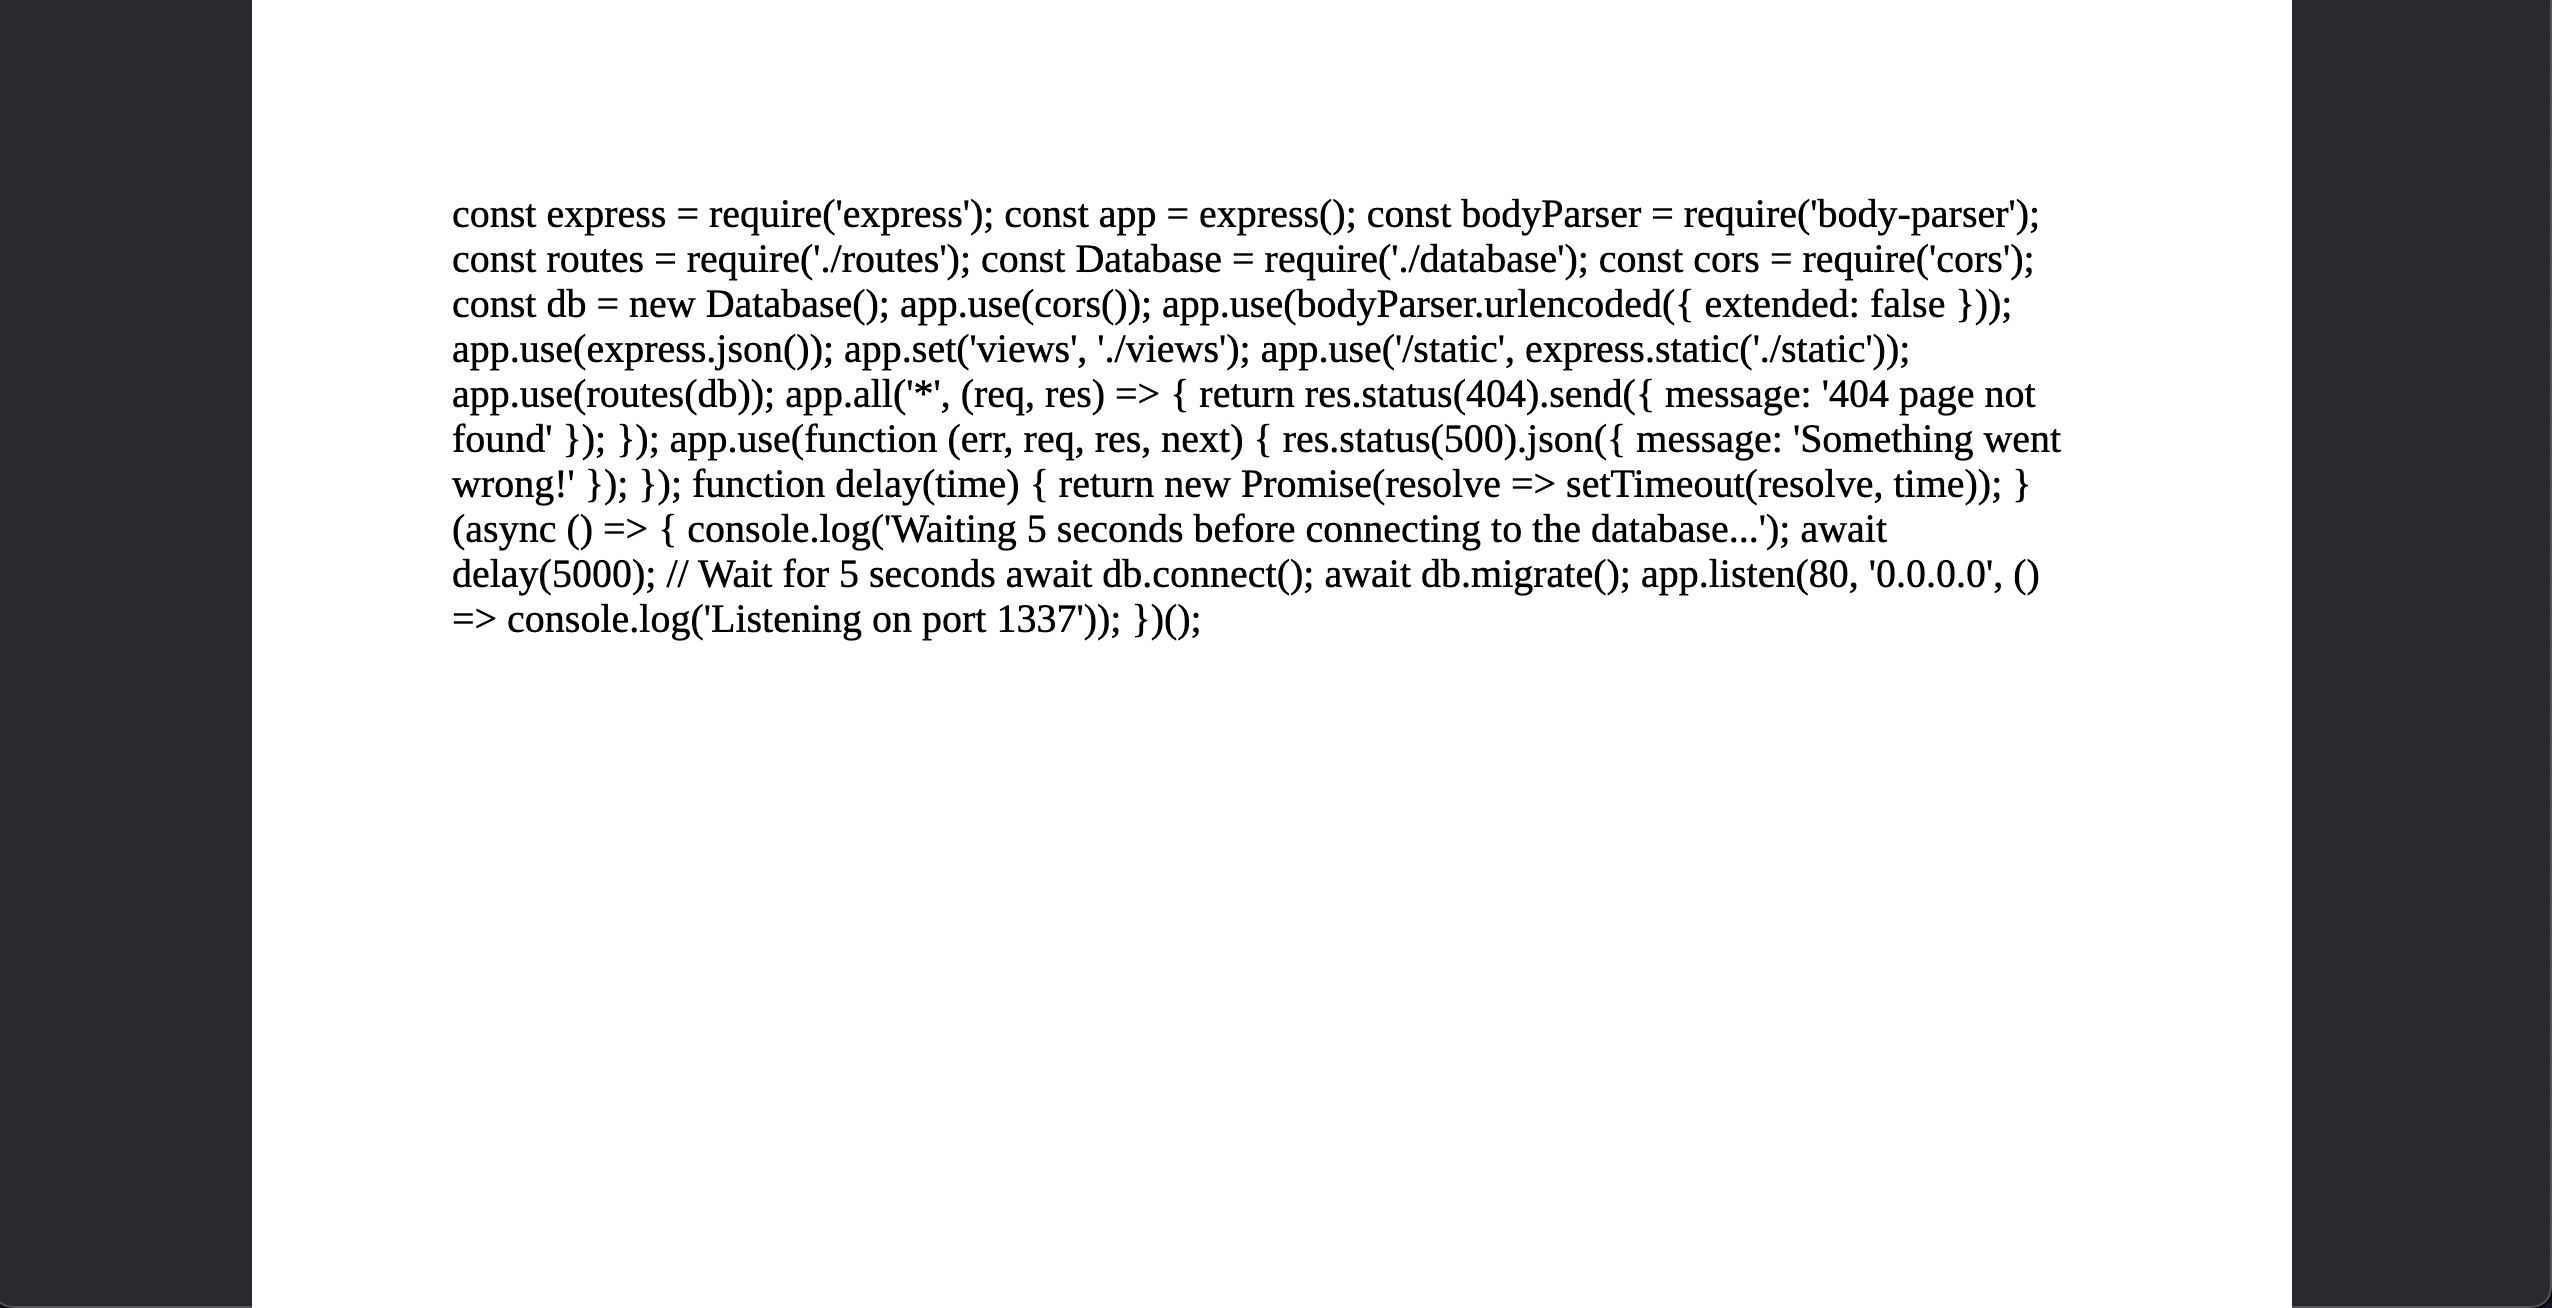 const express = require('express'); const app = express(); const bodyParser = require('body-parser');
const routes = require('./routes'); const Database = require('./database'); const cors = require('cors');
const db = new Database(); app.use(cors()); app.use(bodyParser.urlencoded({ extended: false }));
app.use(express.json()); app.set('views', './views'); app.use('/static', express.static('./static'));
app.use(routes(db)); app.all('*', (req, res) => { return res.status(404).send({ message: '404 page not
found' }); }); app.use(function (err, req, res, next) { res.status(500).json({ message: 'Something went
wrong!' }); }); function delay(time) { return new Promise(resolve => setTimeout(resolve, time)); }
(async () => { console.log('Waiting 5 seconds before connecting to the database...'); await
delay(5000); // Wait for 5 seconds await db.connect(); await db.migrate(); app.listen(80, '0.0.0.0', ()
=> console.log('Listening on port 1337')); })();